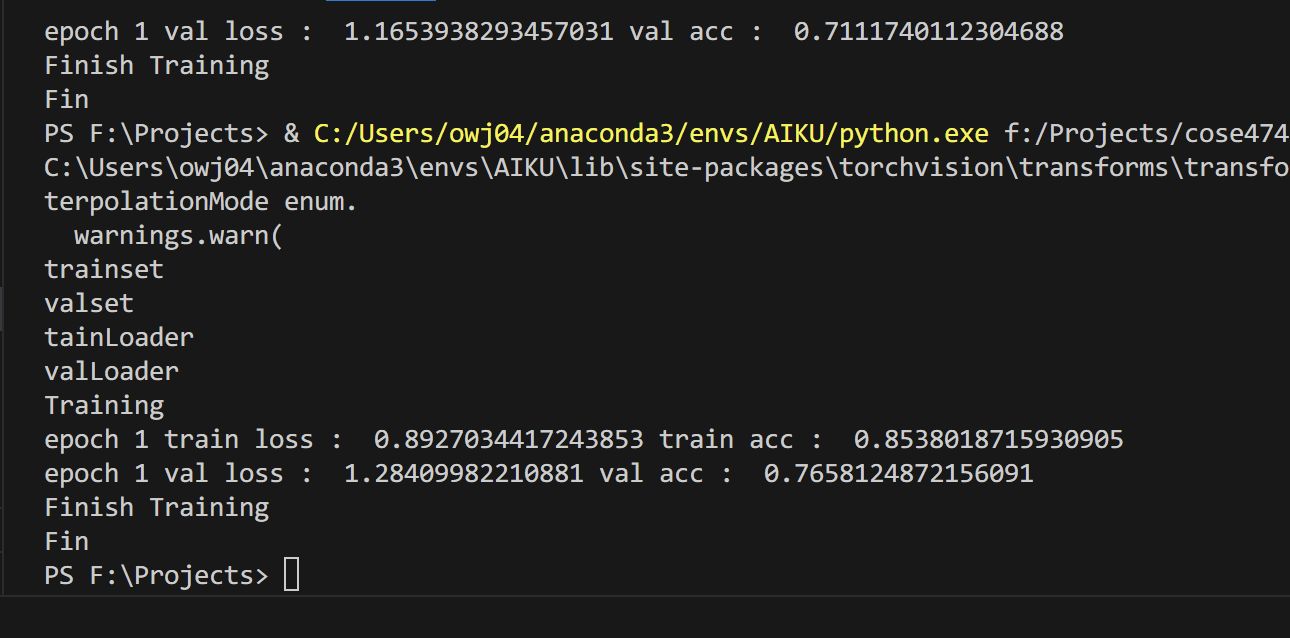 epoch 1 val loss :  1.1653938293457031 val acc :  0.7111740112304688
Finish Training
Fin
PS F:\Projects> & C:/Users/owj04/anaconda3/envs/AIKU/python.exe f:/Projects/cose474
C:\Users\owj04\anaconda3\envs\AIKU\lib\site-packages\torchvision\transforms\transfo
terpolationMode enum.
  warnings.warn(
trainset
valset
tainLoader
valLoader
Training
epoch 1 train loss :  0.8927034417243853 train acc :  0.8538018715930905
epoch 1 val loss :  1.28409982210881 val acc :  0.7658124872156091
Finish Training
Fin
PS F:\Projects>